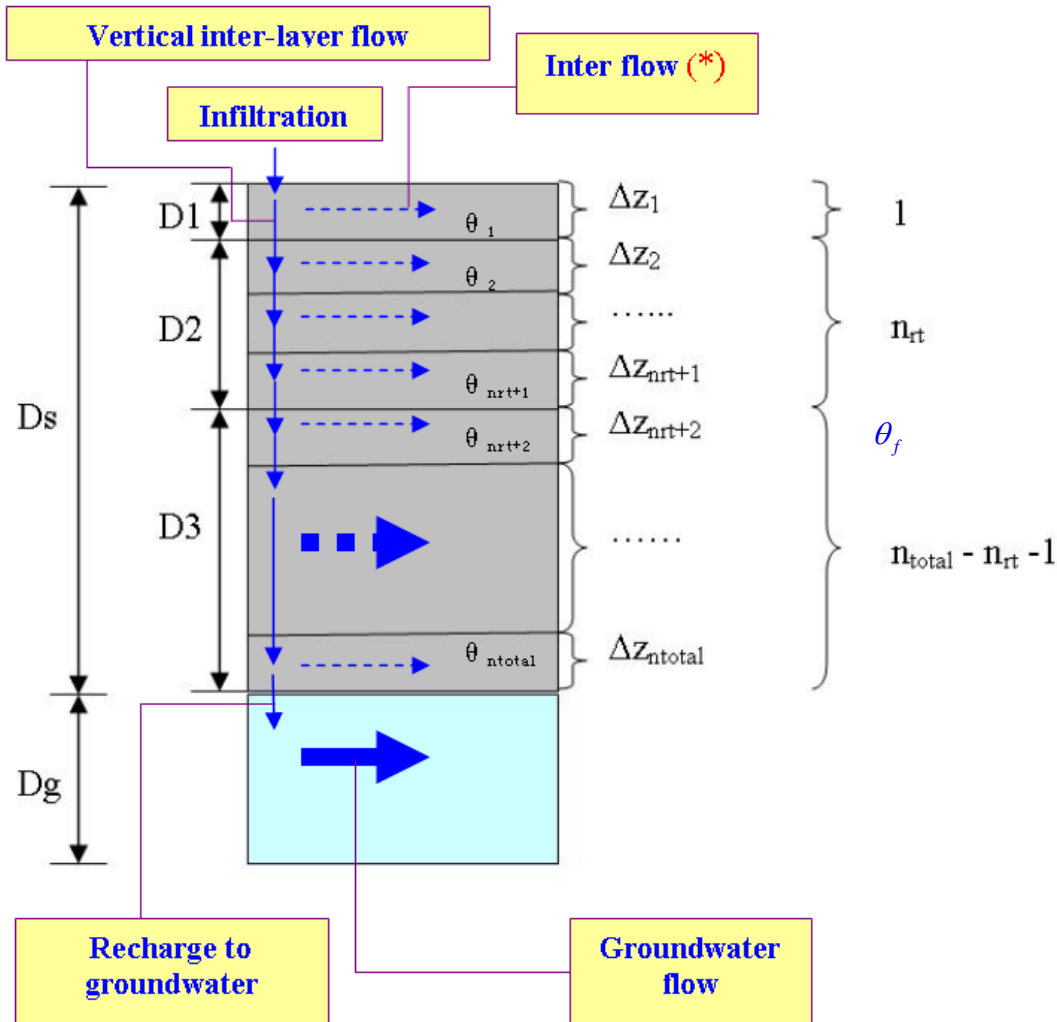 Vertical inter-laver flow
Inter flow (*)
Infiltration
D1
θ 1
Δz1
1
θ 2
Δz2
D2
......
nrt
θ nrt+1
Δznrt+1
Ds
θ nrt+2
Δznrt+2
θf
D3
......
ntotal - nrt -1
θ ntotal
Δzntotal
Dg
Recharge to
groundwater
Groundwater
flow